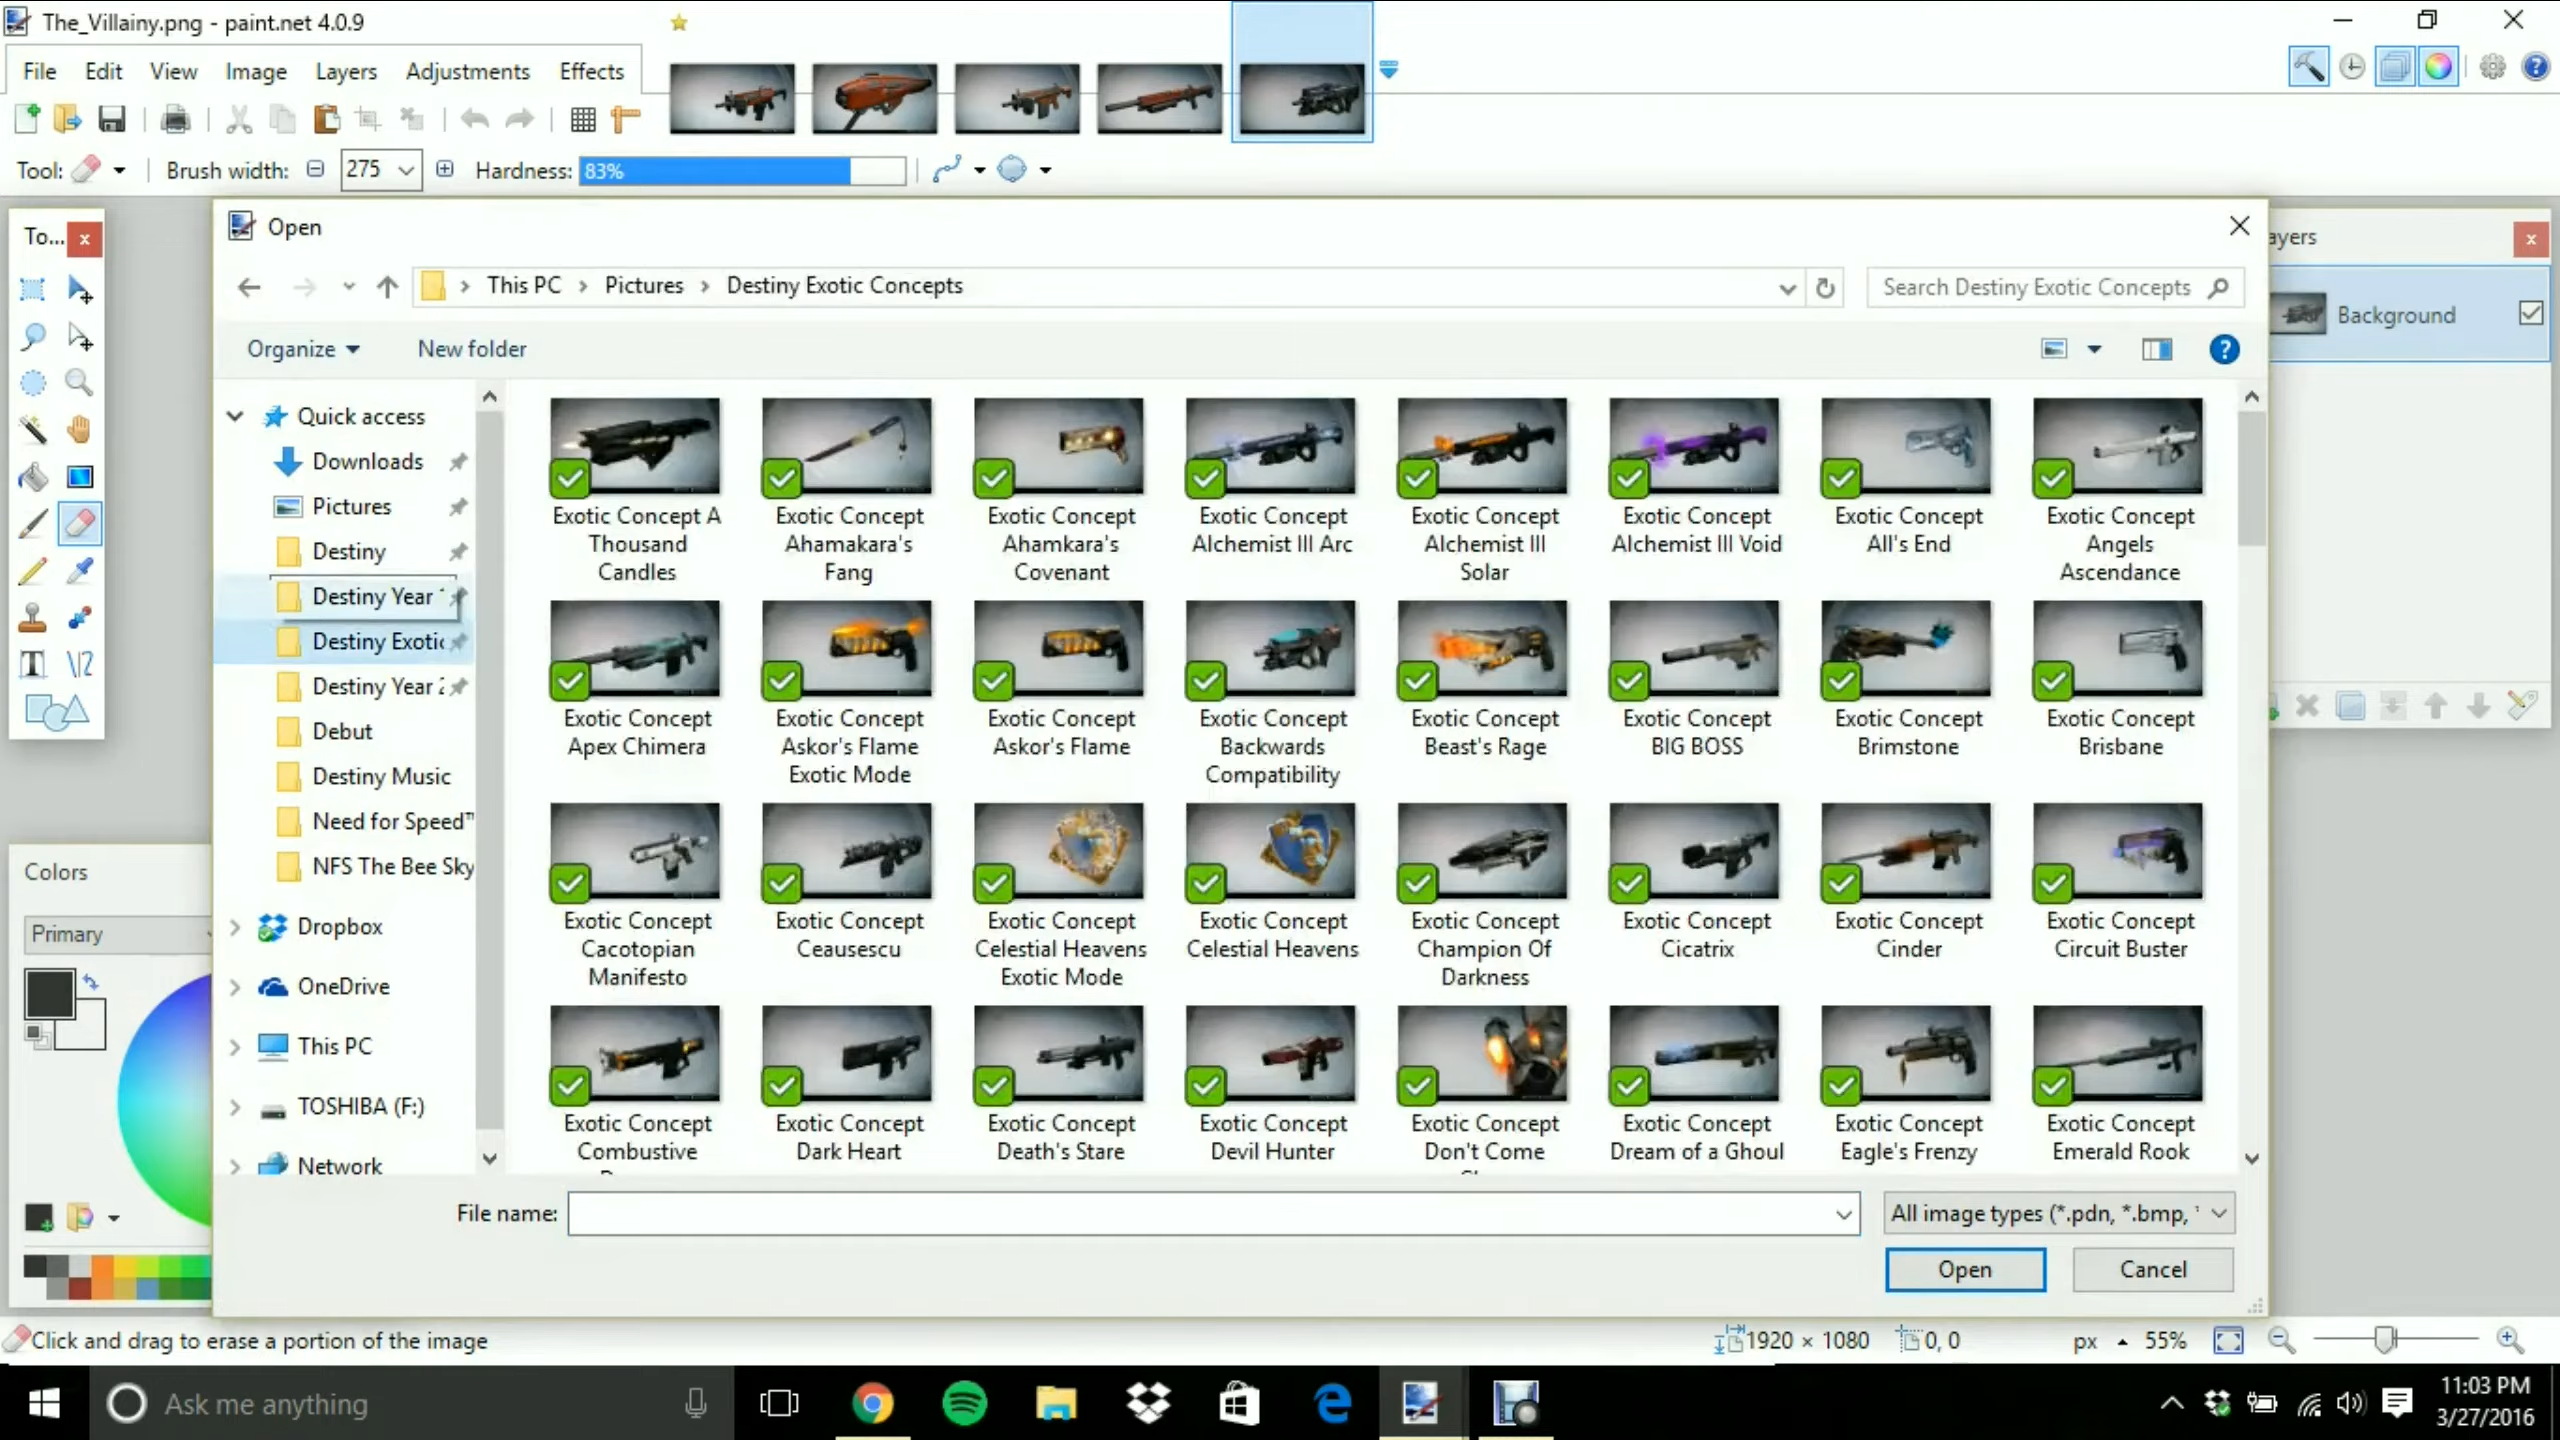 The_Villainy.png - paint.net 4.0.9
File Edit View Image Layers Adjustments Effects
Tool: Brush width: 275 Hardness: 83%
To...
Open
ayers
This PC Pictures Destiny Exotic Concepts
Search Destiny Exotic Concepts
Background
Organize New folder
Quick access
Downloads
Pictures
Destiny
Destiny Year
Destiny Exotic
Destiny Year 2
Debut
Destiny Music
Need for Speed™
NFS The Bee Sky
Dropbox
OneDrive
This PC
TOSHIBA (F:)
Network
Exotic Concept A
Thousand
Candles
Exotic Concept
Ahamakara's
Fang
Exotic Concept
Ahamkara's
Covenant
Exotic Concept
Alchemist III Arc
Exotic Concept
Alchemist III
Solar
Exotic Concept
Alchemist III Void
Exotic Concept
All's End
Exotic Concept
Angels
Ascendance
Exotic Concept
Apex Chimera
Exotic Concept
Askor's Flame
Exotic Mode
Exotic Concept
Askor's Flame
Exotic Concept
Backwards
Compatibility
Exotic Concept
Beast's Rage
Exotic Concept
BIG BOSS
Exotic Concept
Brimstone
Exotic Concept
Brisbane
Exotic Concept
Cacotopian
Manifesto
Exotic Concept
Ceausescu
Exotic Concept
Celestial Heavens
Exotic Mode
Exotic Concept
Celestial Heavens
Exotic Concept
Champion Of
Darkness
Exotic Concept
Cicatrix
Exotic Concept
Cinder
Exotic Concept
Circuit Buster
Exotic Concept
Combustive
Exotic Concept
Dark Heart
Exotic Concept
Death's Stare
Exotic Concept
Devil Hunter
Exotic Concept
Don't Come
Exotic Concept
Dream of a Ghoul
Exotic Concept
Eagle's Frenzy
Exotic Concept
Emerald Rook
Colors
Primary
File name:
All image types (*.pdn, *.bmp,
Open Cancel
Click and drag to erase a portion of the image
1920 × 1080 0, 0 px 55%
Ask me anything
11:03 PM
3/27/2016